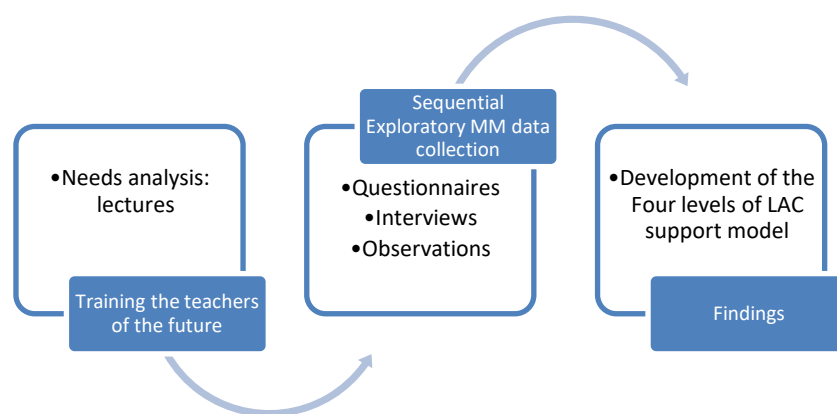 •Needs analysis:
lectures
Training the teachers
of the future
Sequential
Exploratory MM data
collection
•Questionnaires
•Interviews
•Observations
•Development of the
Four levels of LAC
support model
Findings